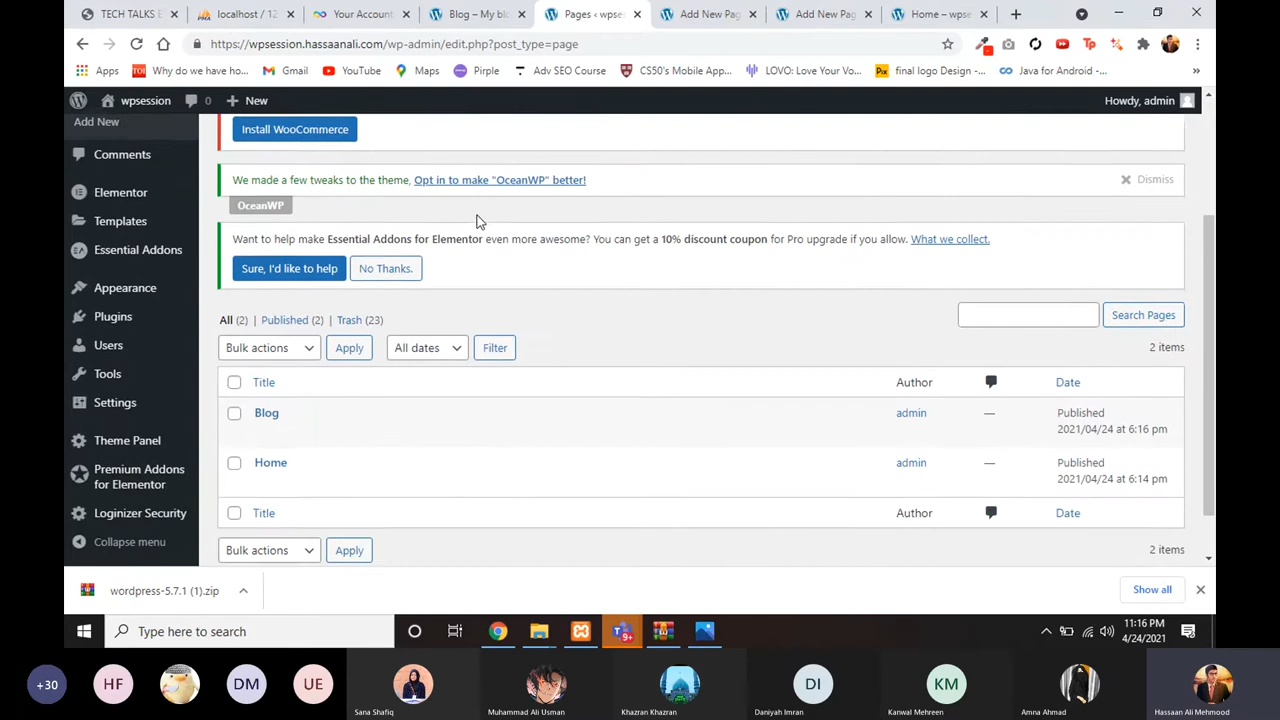 TECH TALKS E
localhost / 12
Your Account
Blog – My blo
Pages ‹ wpses
Add New Pag
Add New Pag
Home – wpse
https://wpsession.hassaanali.com/wp-admin/edit.php?post_type=page
Apps
TOI
Why do we have ho...
Gmail
YouTube
Maps
Pirple
Adv SEO Course
CS50's Mobile App...
LOVO: Love Your Vo...
Pix
final logo Design -...
Java for Android -...
»
wpsession
0
New
Howdy, admin
Add New
Comments
Elementor
Templates
Essential Addons
Appearance
Plugins
Users
Tools
Settings
Theme Panel
Premium Addons
for Elementor
Loginizer Security
Collapse menu
Install WooCommerce
We made a few tweaks to the theme, Opt in to make "OceanWP" better!
Dismiss
OceanWP
Want to help make Essential Addons for Elementor even more awesome? You can get a 10% discount coupon for Pro upgrade if you allow. What we collect.
Sure, I'd like to help
No Thanks.
All (2) | Published (2) | Trash (23)
Search Pages
Bulk actions
Apply
All dates
Filter
2 items
Title
Author
Date
Blog
admin
—
Published
2021/04/24 at 6:16 pm
Home
admin
—
Published
2021/04/24 at 6:14 pm
Title
Author
Date
Bulk actions
Apply
2 items
wordpress-5.7.1 (1).zip
Show all
Type here to search
9+
11:16 PM
4/24/2021
+30
HF
DM
UE
DI
KM
Sana Shafiq
Muhammad Ali Usman
Khazran Khazran
Daniyah Imran
Kanwal Mehreen
Amna Ahmad
Hassaan Ali Mehmood